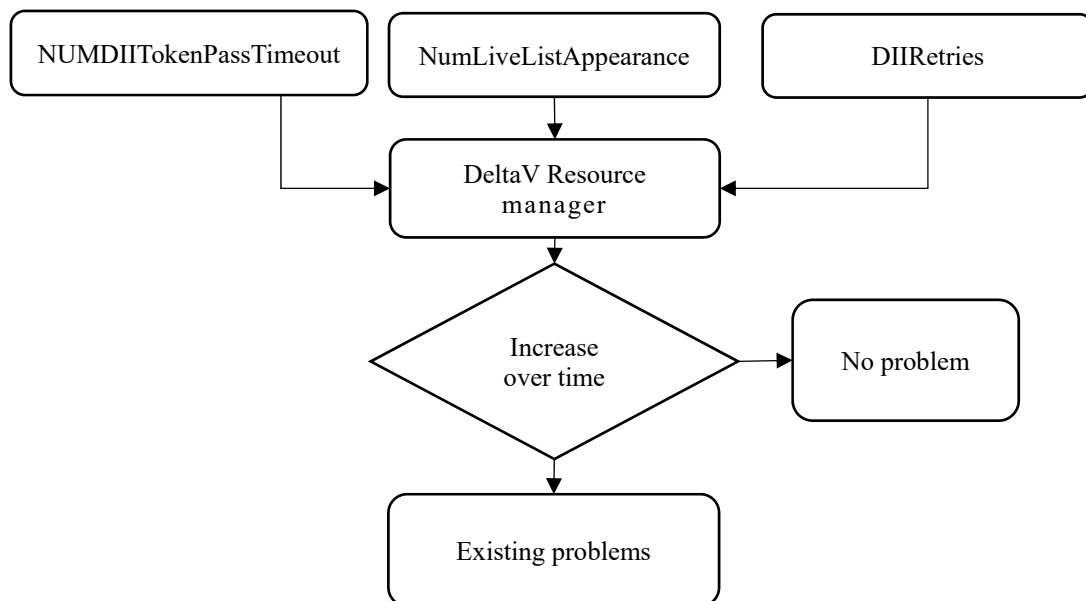 NUMDIITokenPassTimeout
NumLiveListAppearance
DIIRetries
DeltaV Resource
manager
Increase
over time
No problem
Existing problems